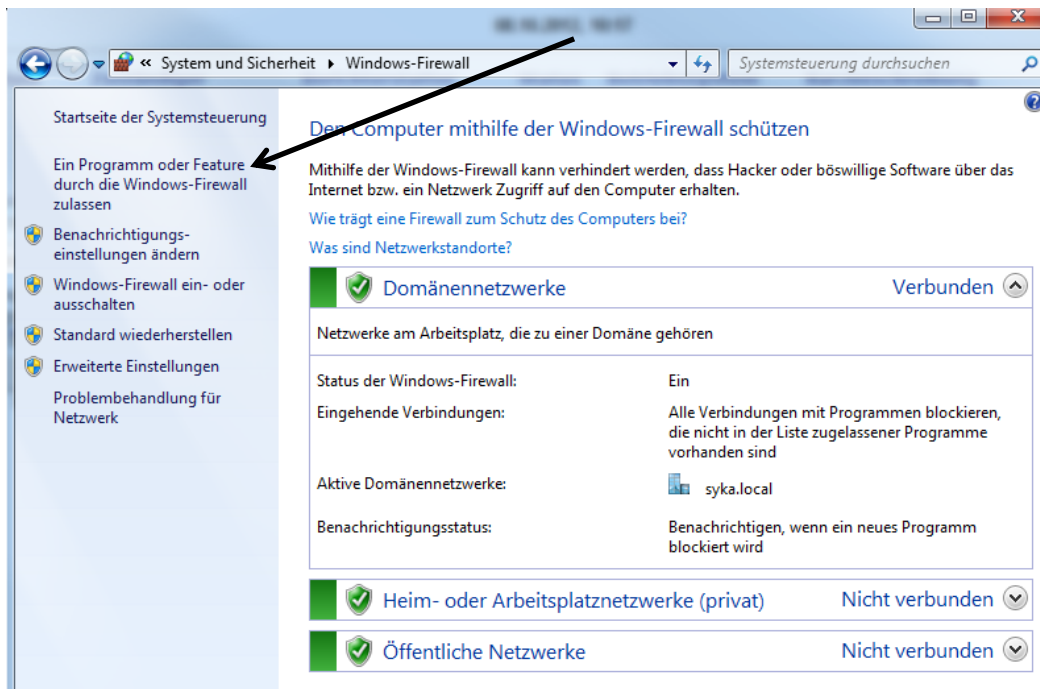 « System und Sicherheit ▸ Windows-Firewall
Systemsteuerung durchsuchen
Startseite der Systemsteuerung
Ein Programm oder Feature
durch die Windows-Firewall
zulassen
Benachrichtigungs-
einstellungen ändern
Windows-Firewall ein- oder
ausschalten
Standard wiederherstellen
Erweiterte Einstellungen
Problembehandlung für
Netzwerk
Den Computer mithilfe der Windows-Firewall schützen
Mithilfe der Windows-Firewall kann verhindert werden, dass Hacker oder böswillige Software über das
Internet bzw. ein Netzwerk Zugriff auf den Computer erhalten.
Wie trägt eine Firewall zum Schutz des Computers bei?
Was sind Netzwerkstandorte?
Domänennetzwerke Verbunden
Netzwerke am Arbeitsplatz, die zu einer Domäne gehören
Status der Windows-Firewall: Ein
Eingehende Verbindungen: Alle Verbindungen mit Programmen blockieren,
die nicht in der Liste zugelassener Programme
vorhanden sind
Aktive Domänennetzwerke: syka.local
Benachrichtigungsstatus: Benachrichtigen, wenn ein neues Programm
blockiert wird
Heim- oder Arbeitsplatznetzwerke (privat) Nicht verbunden
Öffentliche Netzwerke Nicht verbunden